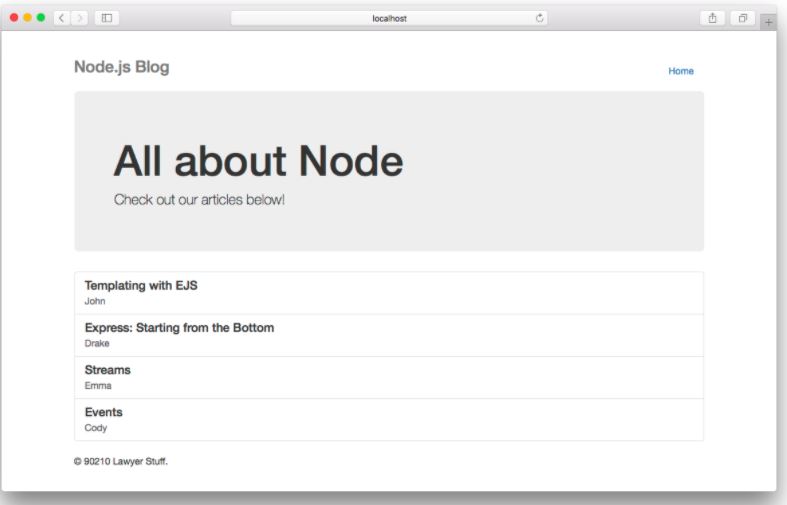 localhost
Node.js Blog
Home
All about Node
Check out our articles below!
Templating with EJS
John
Express: Starting from the Bottom
Drake
Streams
Emma
Events
Cody
© 90210 Lawyer Stuff.